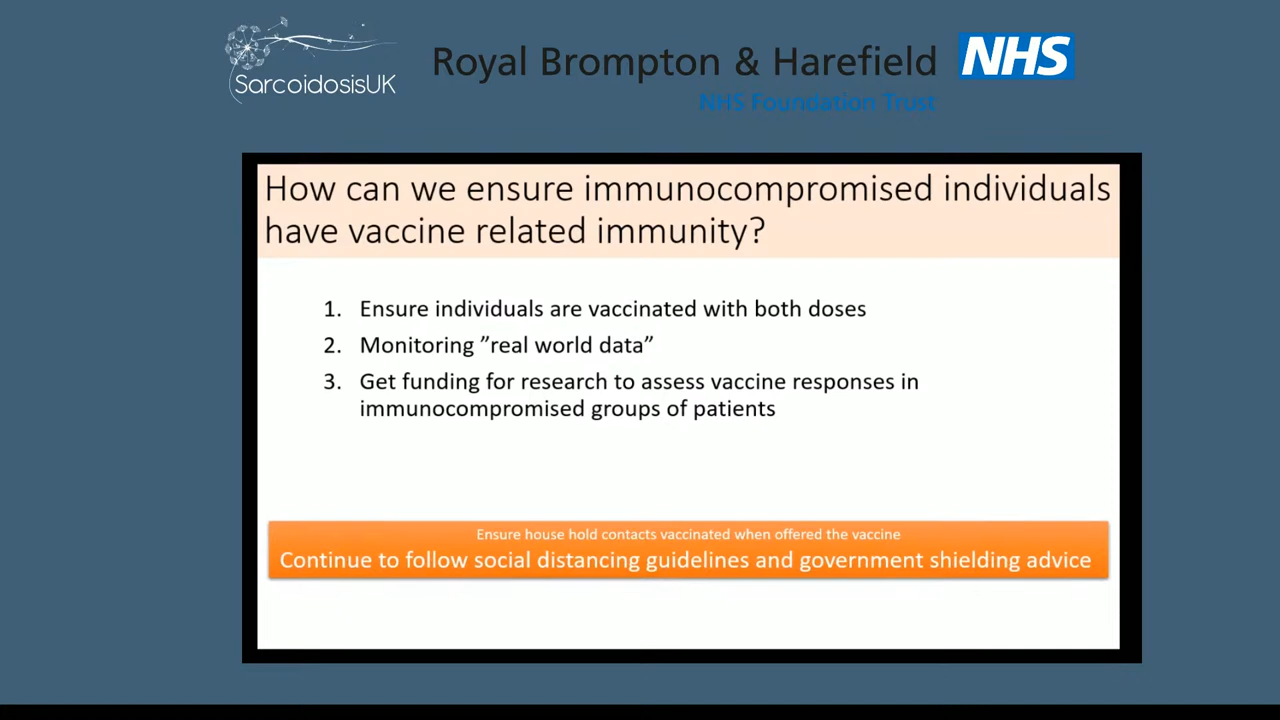 SarcoidosisUK
Royal Brompton & Harefield NHS
NHS Foundation Trust
How can we ensure immunocompromised individuals
have vaccine related immunity?
1. Ensure individuals are vaccinated with both doses
2. Monitoring ”real world data”
3. Get funding for research to assess vaccine responses in
immunocompromised groups of patients
Ensure house hold contacts vaccinated when offered the vaccine
Continue to follow social distancing guidelines and government shielding advice